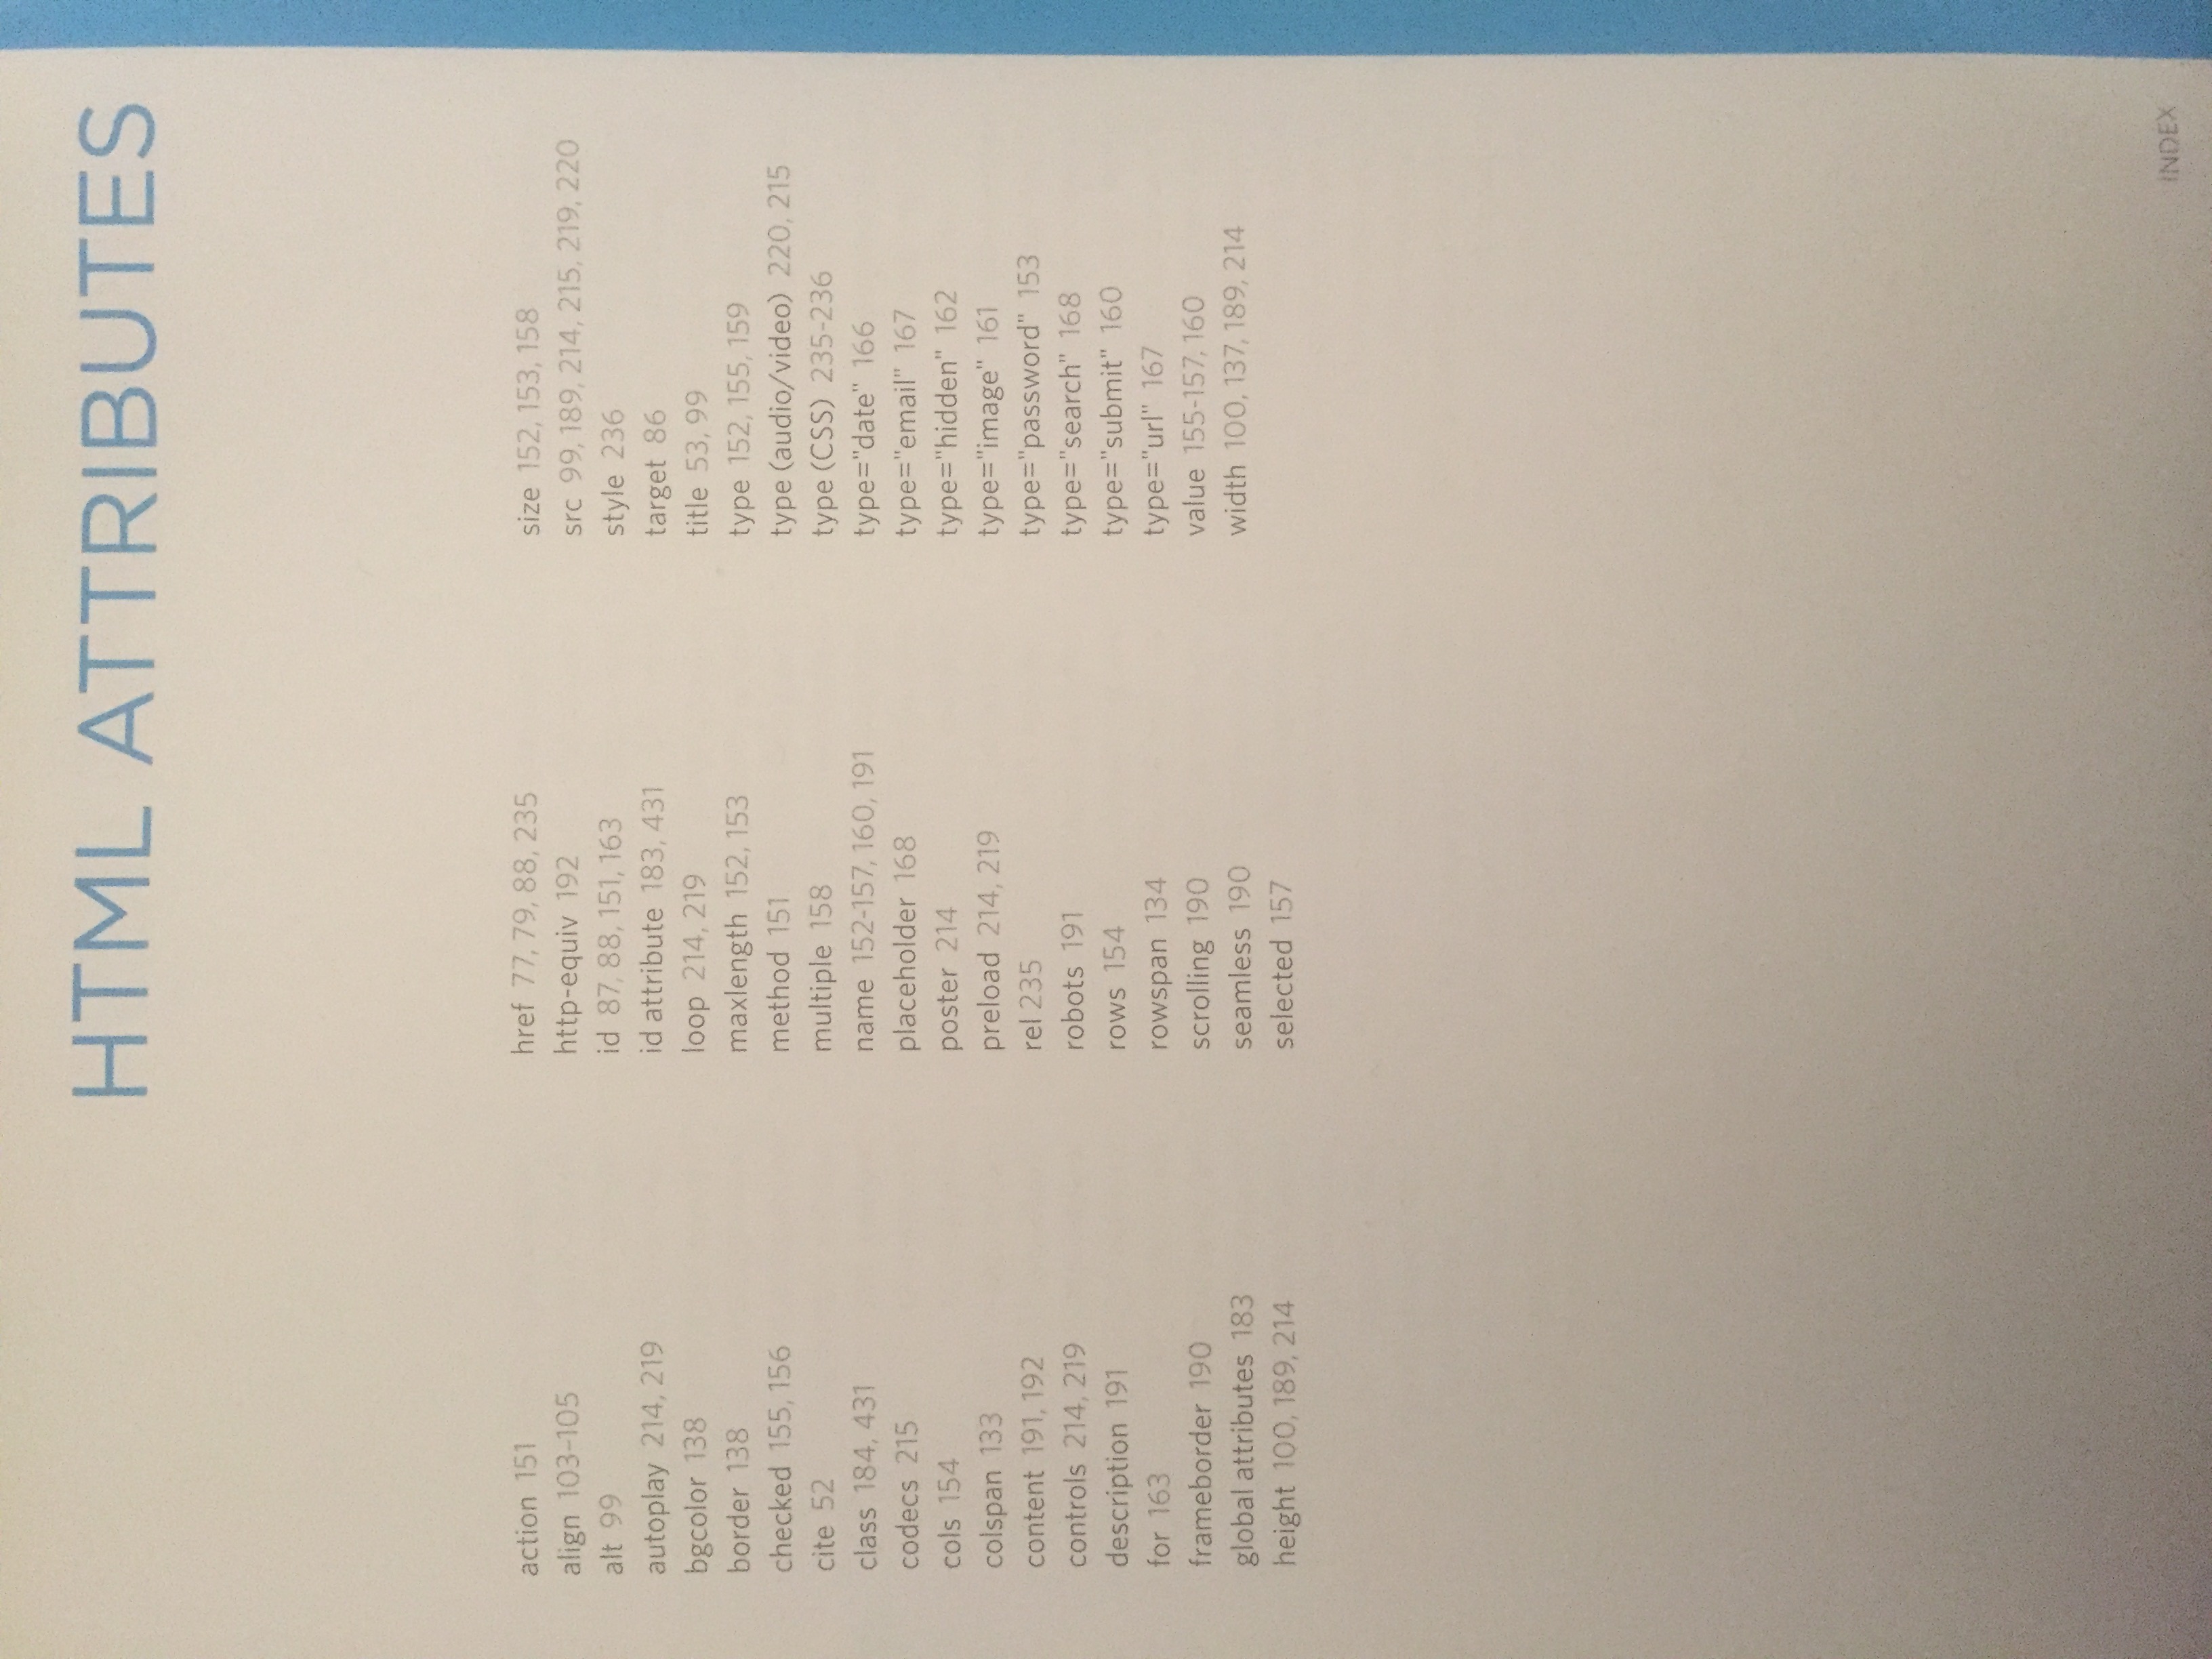 HTML ATTRIBUTES
action 151
align 103-105
alt 99
autoplay 214, 219
bgcolor 138
border 138
checked 155, 156
cite 52
class 184, 431
codecs 215
cols 154
colspan 133
content 191, 192
controls 214, 219
description 191
for 163
frameborder 190
global attributes 183
height 100, 189, 214
href 77, 79, 88, 235
http-equiv 192
id 87, 88, 151, 163
id attribute 183, 431
loop 214, 219
maxlength 152, 153
method 151
multiple 158
name 152-157, 160, 191
placeholder 168
poster 214
preload 214, 219
rel 235
robots 191
rows 154
rowspan 134
scrolling 190
seamless 190
selected 157
size 152, 153, 158
src 99, 189, 214, 215, 219, 220
style 236
target 86
title 53, 99
type 152, 155, 159
type (audio/video) 220, 215
type (CSS) 235-236
type="date" 166
type="email" 167
type="hidden" 162
type="image" 161
type="password" 153
type="search" 168
type="submit" 160
type="url" 167
value 155-157, 160
width 100, 137, 189, 214
INDEX